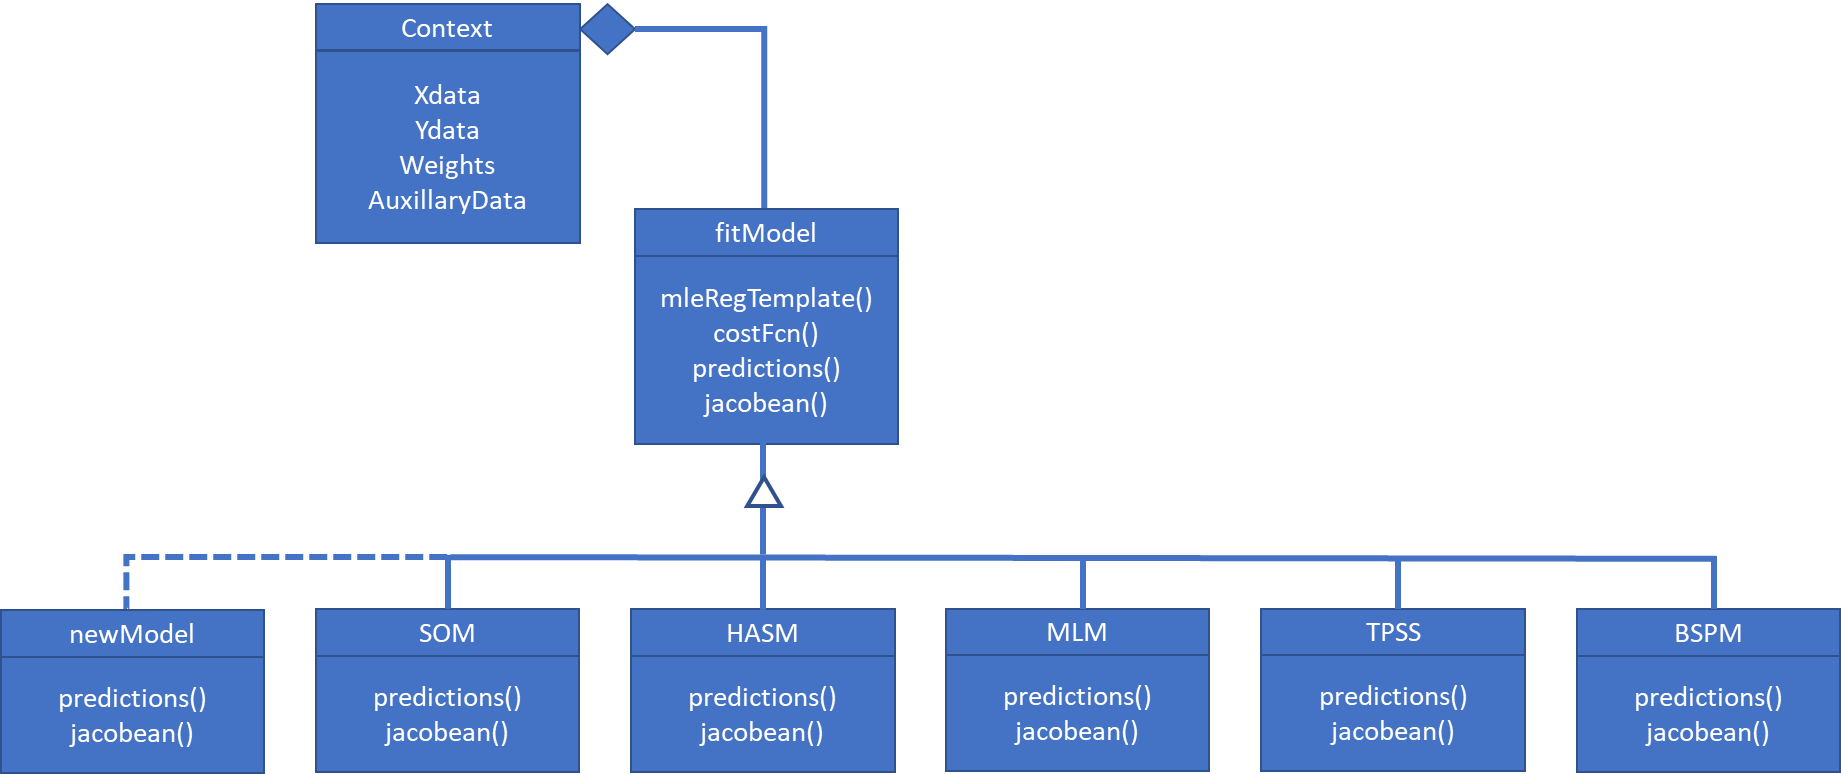 Context
Xdata
Ydata
Weights
AuxillaryData
fitModel
mleRegTemplate()
costFcn()
predictions()
jacobean()
newModel
predictions()
jacobean()
SOM
predictions()
jacobean()
HASM
predictions()
jacobean()
MLM
predictions()
jacobean()
TPSS
predictions()
jacobean()
BSPM
predictions()
jacobean()